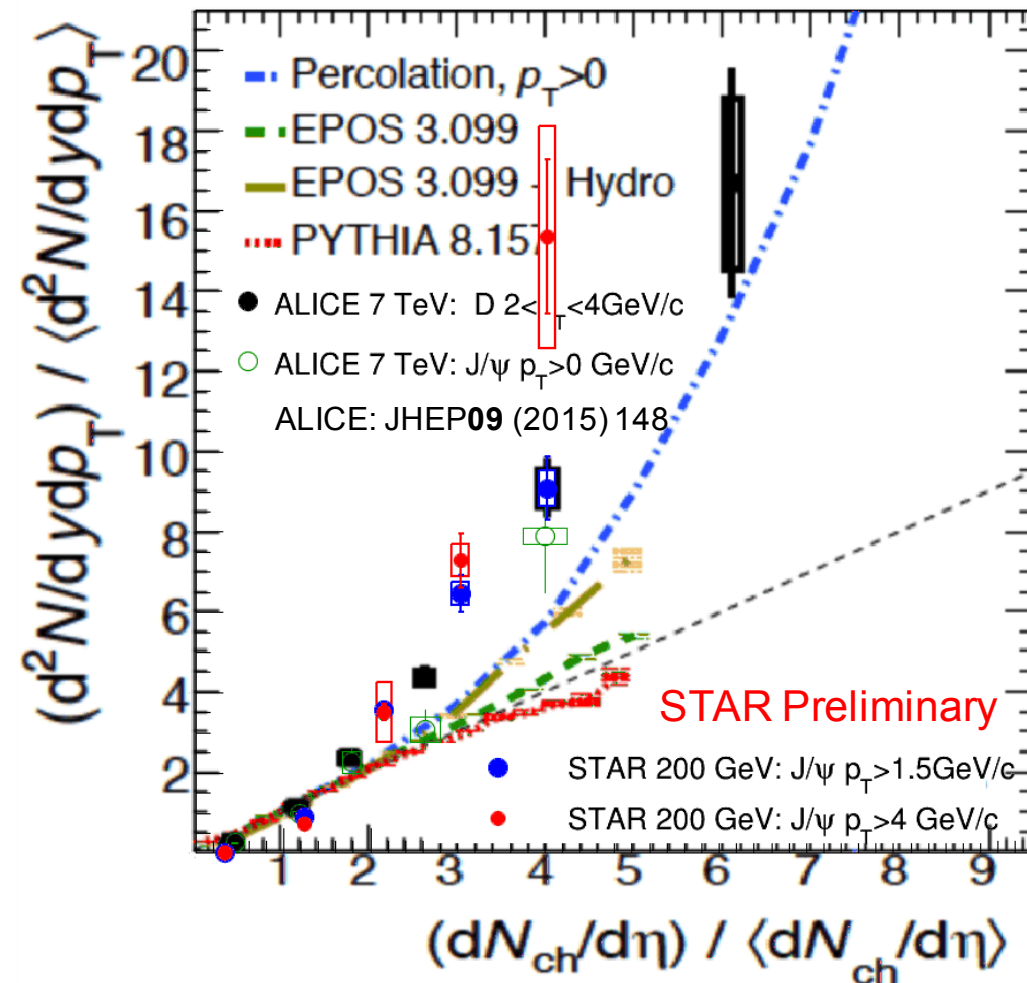 (d²N/dydp_T) / ⟨d²N/dydp_T⟩
20
18
16
14
12
10
8
6
4
2
Percolation, p_T>0
EPOS 3.099
EPOS 3.099 - Hydro
PYTHIA 8.157
ALICE 7 TeV: D 2< _T<4GeV/c
ALICE 7 TeV: J/ψ p_T>0 GeV/c
ALICE: JHEP09 (2015) 148
STAR Preliminary
STAR 200 GeV: J/ψ p_T>1.5GeV/c
STAR 200 GeV: J/ψ p_T>4 GeV/c
1 2 3 4 5 6 7 8 9
(dN_ch/dη) / ⟨dN_ch/dη⟩